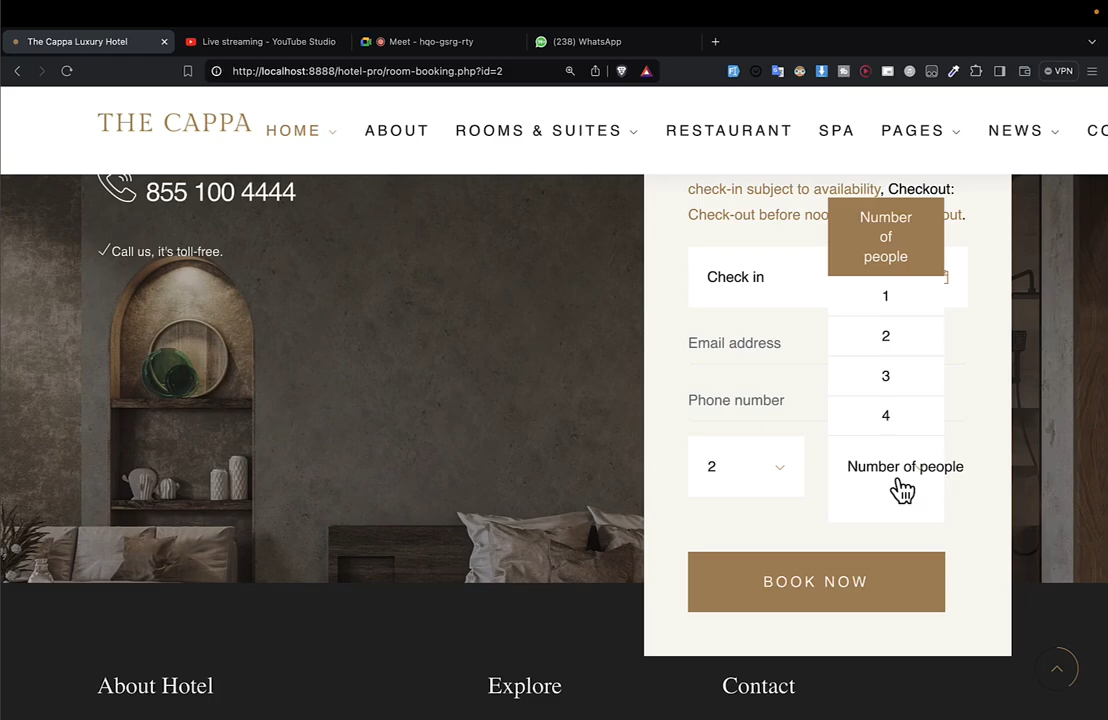 The Cappa Luxury Hotel
Live streaming - YouTube Studio
Meet - hqo-gsrg-rty
(238) WhatsApp
http://localhost:8888/hotel-pro/room-booking.php?id=2
VPN
THE CAPPA
HOME
ABOUT
ROOMS & SUITES
RESTAURANT
SPA
PAGES
NEWS
CO
855 100 4444
Call us, it's toll-free.
check-in subject to availability, Checkout:
Check-out before noo
out.
Number
of
people
Check in
1
Email address
2
3
Phone number
4
2
Number of people
BOOK NOW
About Hotel
Explore
Contact